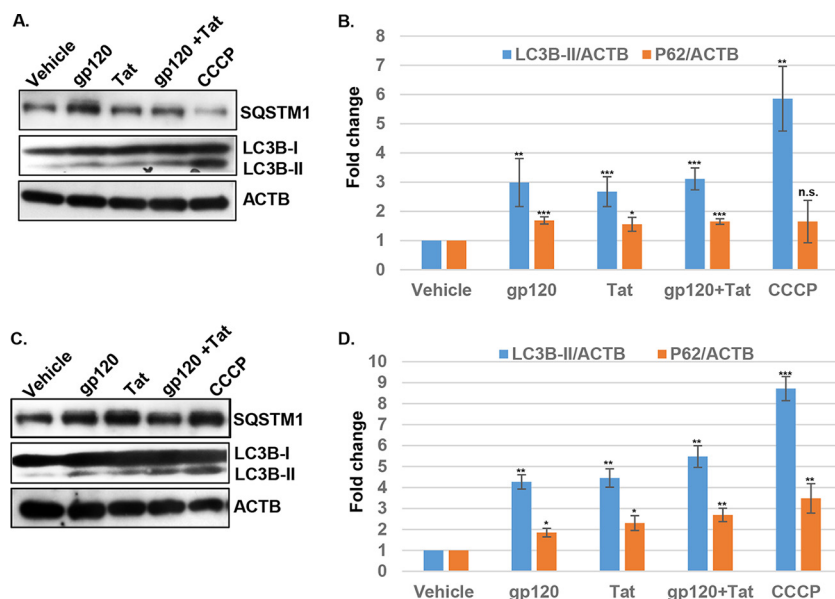 A.
Vehicle gp120 Tat gp120 +Tat CCCP
SQSTM1
LC3B-I
LC3B-II
ACTB
B.
LC3B-II/ACTB P62/ACTB
Fold change
8
7
6
5
4
3
2
1
0
** *** *** * *** *** ** n.s.
Vehicle gp120 Tat gp120+Tat CCCP
C.
Vehicle gp120 Tat gp120 +Tat CCCP
SQSTM1
LC3B-I
LC3B-II
ACTB
D.
LC3B-II/ACTB P62/ACTB
Fold change
10
9
8
7
6
5
4
3
2
1
0
** * ** * ** ** *** **
Vehicle gp120 Tat gp120+Tat CCCP